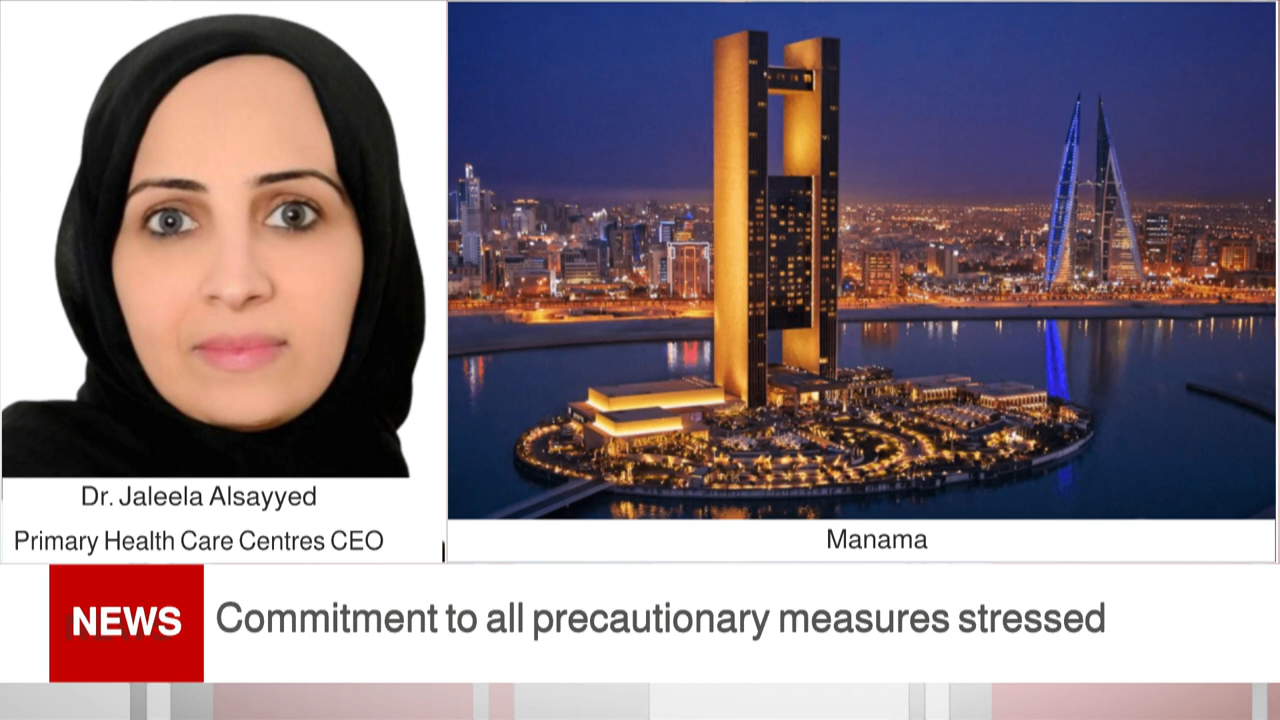 Dr. Jaleela Alsayyed
Primary Health Care Centres CEO
Manama
NEWS
Commitment to all precautionary measures stressed